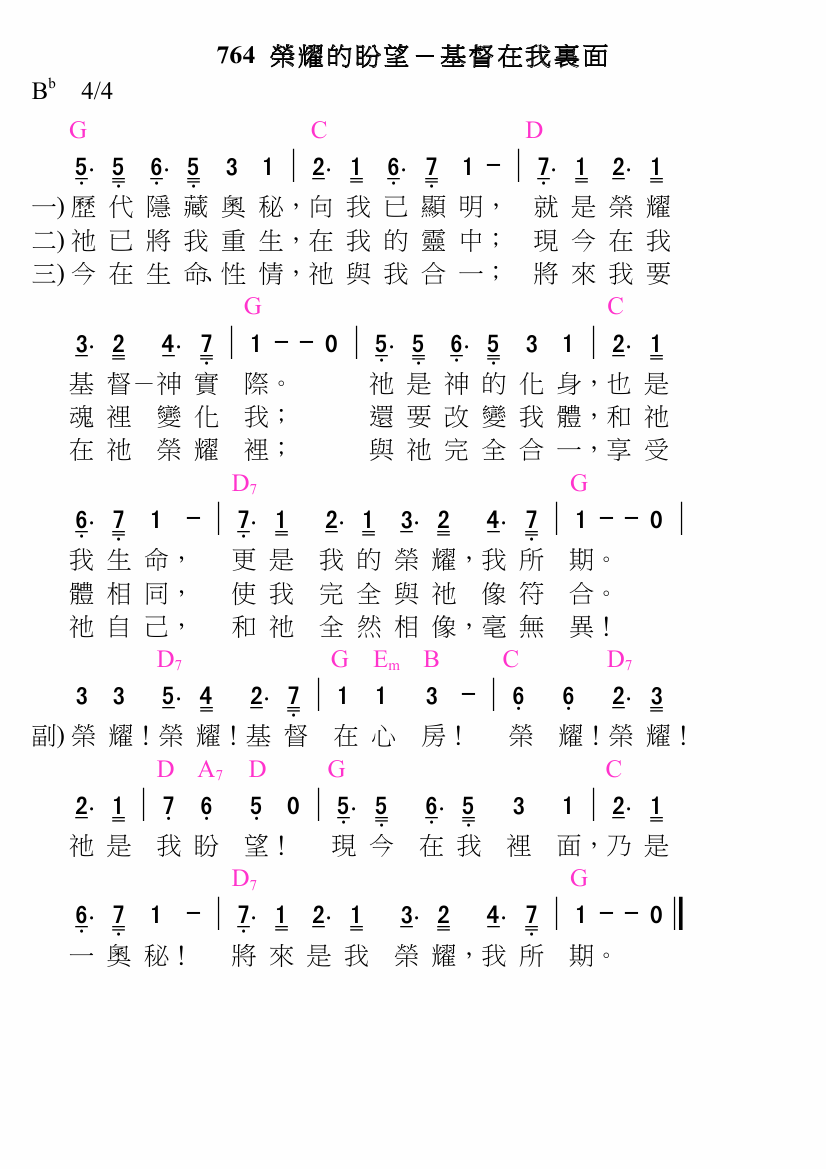 764 榮耀的盼望－基督在我裏面
Bb 4/4
G C D
5. 5 6. 5 3 1 | 2. 1 6. 7 1 － | 7. 1 2. 1
一) 歷代隱藏奧秘，向我已顯明， 就是榮耀
二) 祂已將我重生，在我的靈中； 現今在我
三) 今在生命、性情，祂與我合一； 將來我要
G C
3. 2 4. 7 | 1 － － 0 | 5. 5 6. 5 3 1 | 2. 1
基督－神實際。 祂是神的化身，也是
魂裡變化我； 還要改變我體，和祂
在祂榮耀裡； 與祂完全合一，享受
D7 G
6. 7 1 － | 7. 1 2. 1 3. 2 4. 7 | 1 － － 0 |
我生命， 更是我的榮耀，我所期。
體相同， 使我完全與祂像符合。
祂自己， 和祂全然相像，毫無異！
D7 G Em B C D7
3 3 5. 4 2. 7 | 1 1 3 － | 6 6 2. 3
副) 榮耀！榮耀！基督在心房！ 榮耀！榮耀！
D A7 D G C
2. 1 | 7 6 5 0 | 5. 5 6. 5 3 1 | 2. 1
祂是我盼望！ 現今在我裡面，乃是
D7 G
6. 7 1 － | 7. 1 2. 1 3. 2 4. 7 | 1 － － 0 ‖
一奧秘！ 將來是我榮耀，我所期。